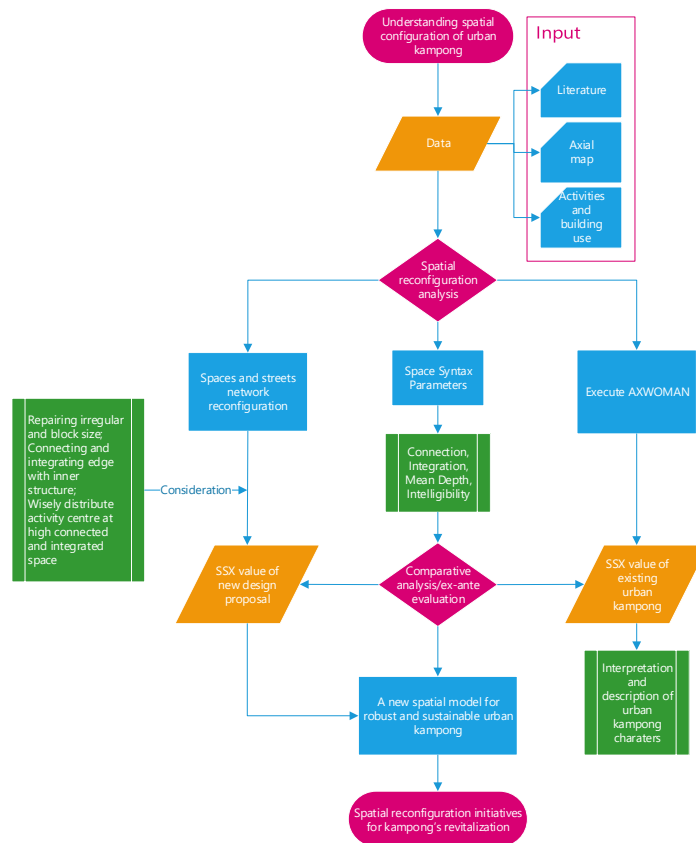 Understanding spatial
configuration of urban
kampong
Input
Literature
Data
Axial
map
Activities
and
building
use
Spatial
reconfiguration
analysis
Spaces and streets
network
reconfiguration
Space Syntax
Parameters
Execute AXWOMAN
Repairing irregular
and block size;
Connecting and
integrating edge
with inner
structure;
Wisely distribute
activity centre at
high connected
and integrated
space
Consideration
Connection,
Integration,
Mean Depth,
Intelligibility
SSX value of
new design
proposal
Comparative
analysis/ex-ante
evaluation
SSX value of
existing
urban
kampong
Interpretation
and
description of
urban
kampong
charaters
A new spatial model for
robust and sustainable urban
kampong
Spatial reconfiguration initiatives
for kampong's revitalization